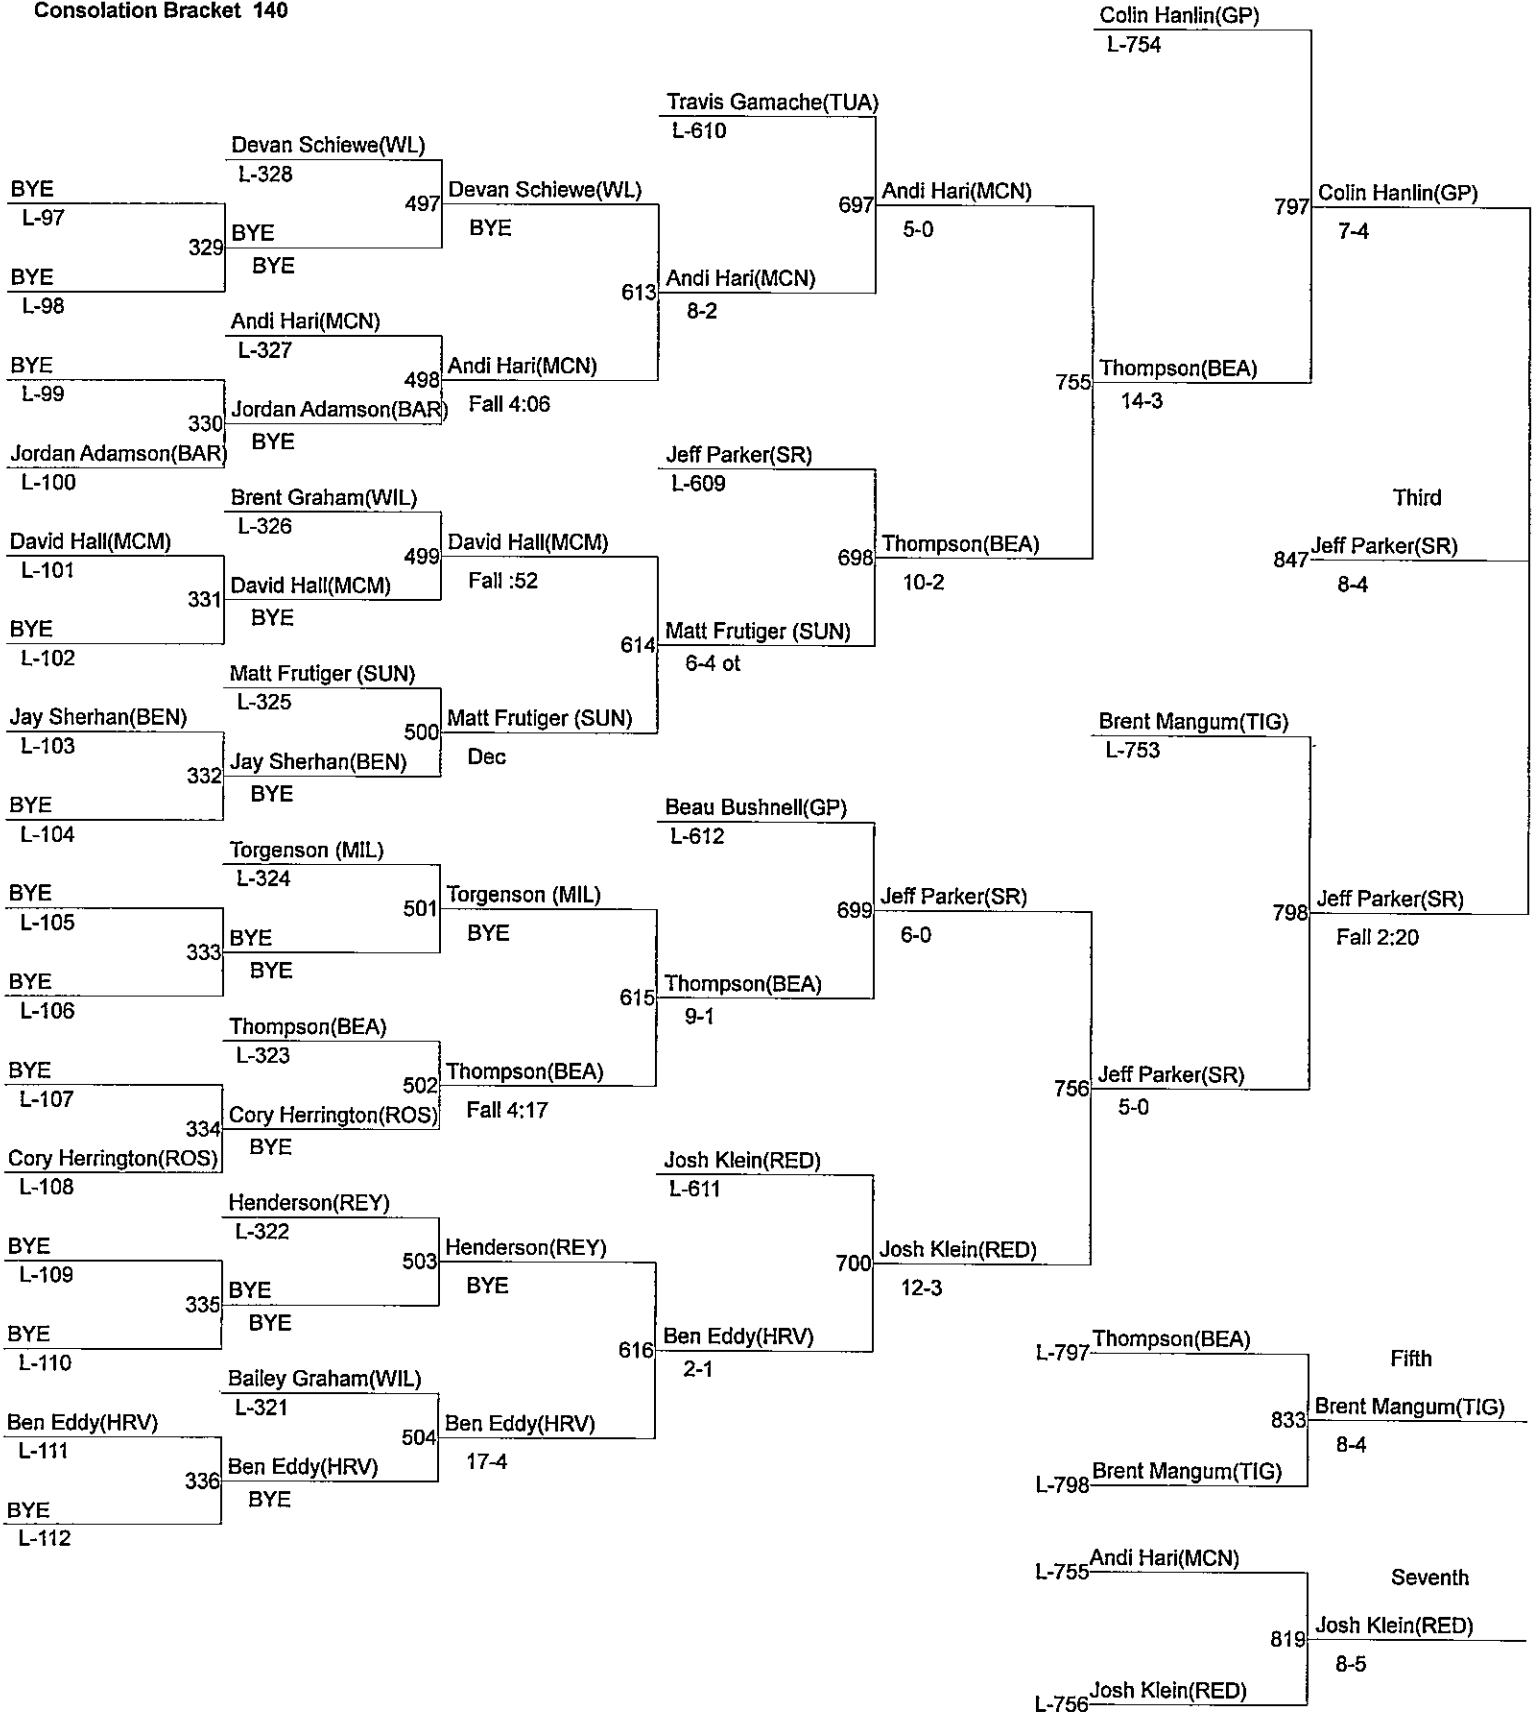 Consolation Bracket 140
BYE
L-97
329
BYE
L-98
BYE
L-99
330
Jordan Adamson(BAR)
L-100
David Hall(MCM)
L-101
331
BYE
L-102
Jay Sherhan(BEN)
L-103
332
BYE
L-104
BYE
L-105
333
BYE
L-106
BYE
L-107
334
Cory Herrington(ROS)
L-108
BYE
L-109
335
BYE
L-110
Ben Eddy(HRV)
L-111
336
BYE
L-112
Devan Schiewe(WL)
L-328
497
BYE
BYE
Andi Hari(MCN)
L-327
498
Jordan Adamson(BAR)
BYE
Brent Graham(WIL)
L-326
499
David Hall(MCM)
BYE
Matt Frutiger (SUN)
L-325
500
Jay Sherhan(BEN)
BYE
Torgenson (MIL)
L-324
501
BYE
BYE
Thompson(BEA)
L-323
502
Cory Herrington(ROS)
BYE
Henderson(REY)
L-322
503
BYE
BYE
Bailey Graham(WIL)
L-321
504
Ben Eddy(HRV)
BYE
Devan Schiewe(WL)
BYE
613
Andi Hari(MCN)
Fall 4:06
David Hall(MCM)
Fall :52
614
Matt Frutiger (SUN)
Dec
Torgenson (MIL)
BYE
615
Thompson(BEA)
Fall 4:17
Henderson(REY)
BYE
616
Ben Eddy(HRV)
17-4
Travis Gamache(TUA)
L-610
697
Andi Hari(MCN)
8-2
Jeff Parker(SR)
L-609
698
Matt Frutiger (SUN)
6-4 ot
Beau Bushnell(GP)
L-612
699
Thompson(BEA)
9-1
Josh Klein(RED)
L-611
700
Ben Eddy(HRV)
2-1
Andi Hari(MCN)
5-0
755
Thompson(BEA)
10-2
Jeff Parker(SR)
6-0
756
Josh Klein(RED)
12-3
Colin Hanlin(GP)
L-754
797
Thompson(BEA)
14-3
Brent Mangum(TIG)
L-753
798
Jeff Parker(SR)
5-0
Colin Hanlin(GP)
7-4
Third
847
Jeff Parker(SR)
8-4
Jeff Parker(SR)
Fall 2:20
L-797
Thompson(BEA)
Fifth
833
Brent Mangum(TIG)
8-4
L-798
Brent Mangum(TIG)
L-755
Andi Hari(MCN)
Seventh
819
Josh Klein(RED)
8-5
L-756
Josh Klein(RED)